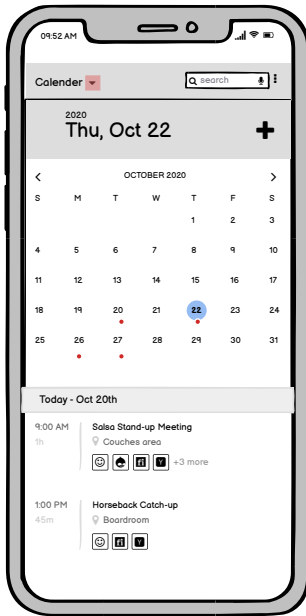 09:52 AM
Calender
search
2020
Thu, Oct 22
OCTOBER 2020
S M T W T F S
1 2 3
4 5 6 7 8 9 10
11 12 13 14 15 16 17
18 19 20 21 22 23 24
25 26 27 28 29 30 31
Today - Oct 20th
9:00 AM Salsa Stand-up Meeting
1h Couches area
+3 more
1:00 PM Horseback Catch-up
45m Boardroom